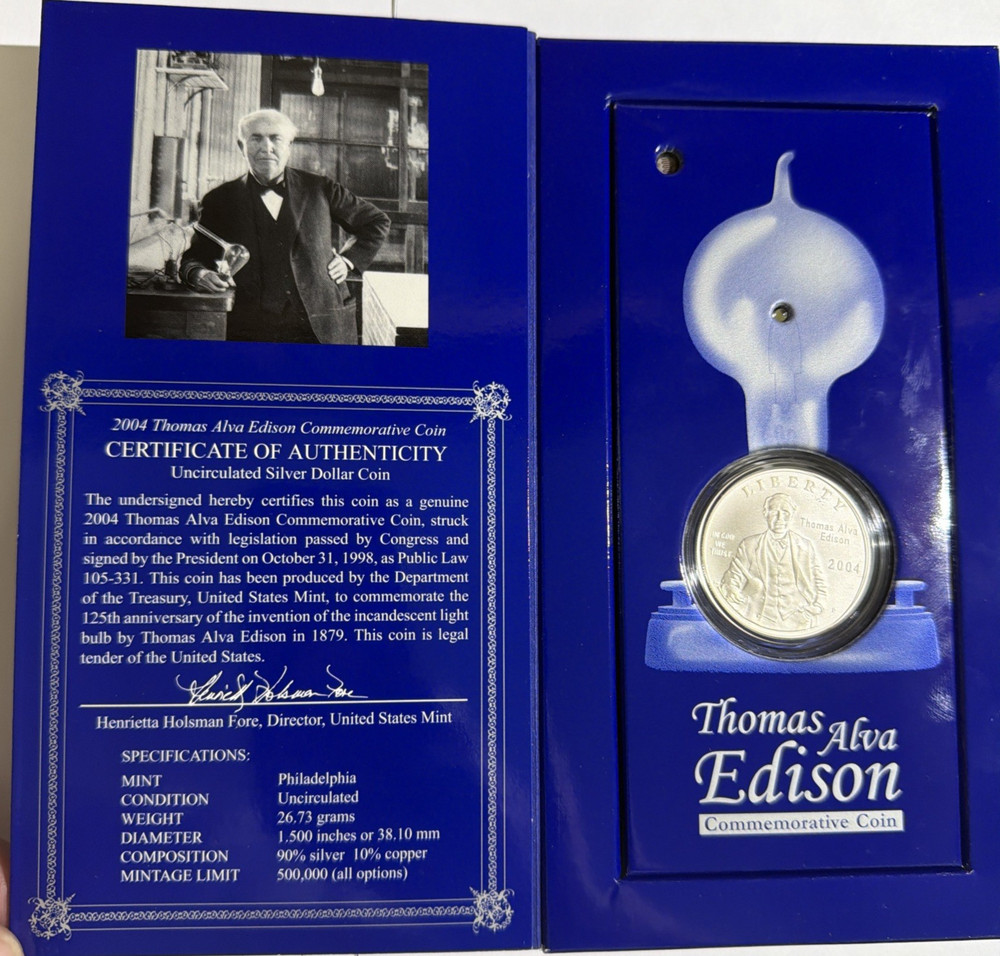 2004 Thomas Alva Edison Commemorative Coin
CERTIFICATE OF AUTHENTICITY
Uncirculated Silver Dollar Coin
The undersigned hereby certifies this coin as a genuine
2004 Thomas Alva Edison Commemorative Coin, struck
in accordance with legislation passed by Congress and
signed by the President on October 31, 1998, as Public Law
105-331. This coin has been produced by the Department
of the Treasury, United States Mint, to commemorate the
125th anniversary of the invention of the incandescent light
bulb by Thomas Alva Edison in 1879. This coin is legal
tender of the United States.
Henrietta Holsman Fore
Henrietta Holsman Fore, Director, United States Mint
SPECIFICATIONS:
MINT Philadelphia
CONDITION Uncirculated
WEIGHT 26.73 grams
DIAMETER 1.500 inches or 38.10 mm
COMPOSITION 90% silver 10% copper
MINTAGE LIMIT 500,000 (all options)
LIBERTY
Thomas Alva
Edison
IN GOD
WE
TRUST
2004
P
Thomas Alva
Edison
Commemorative Coin